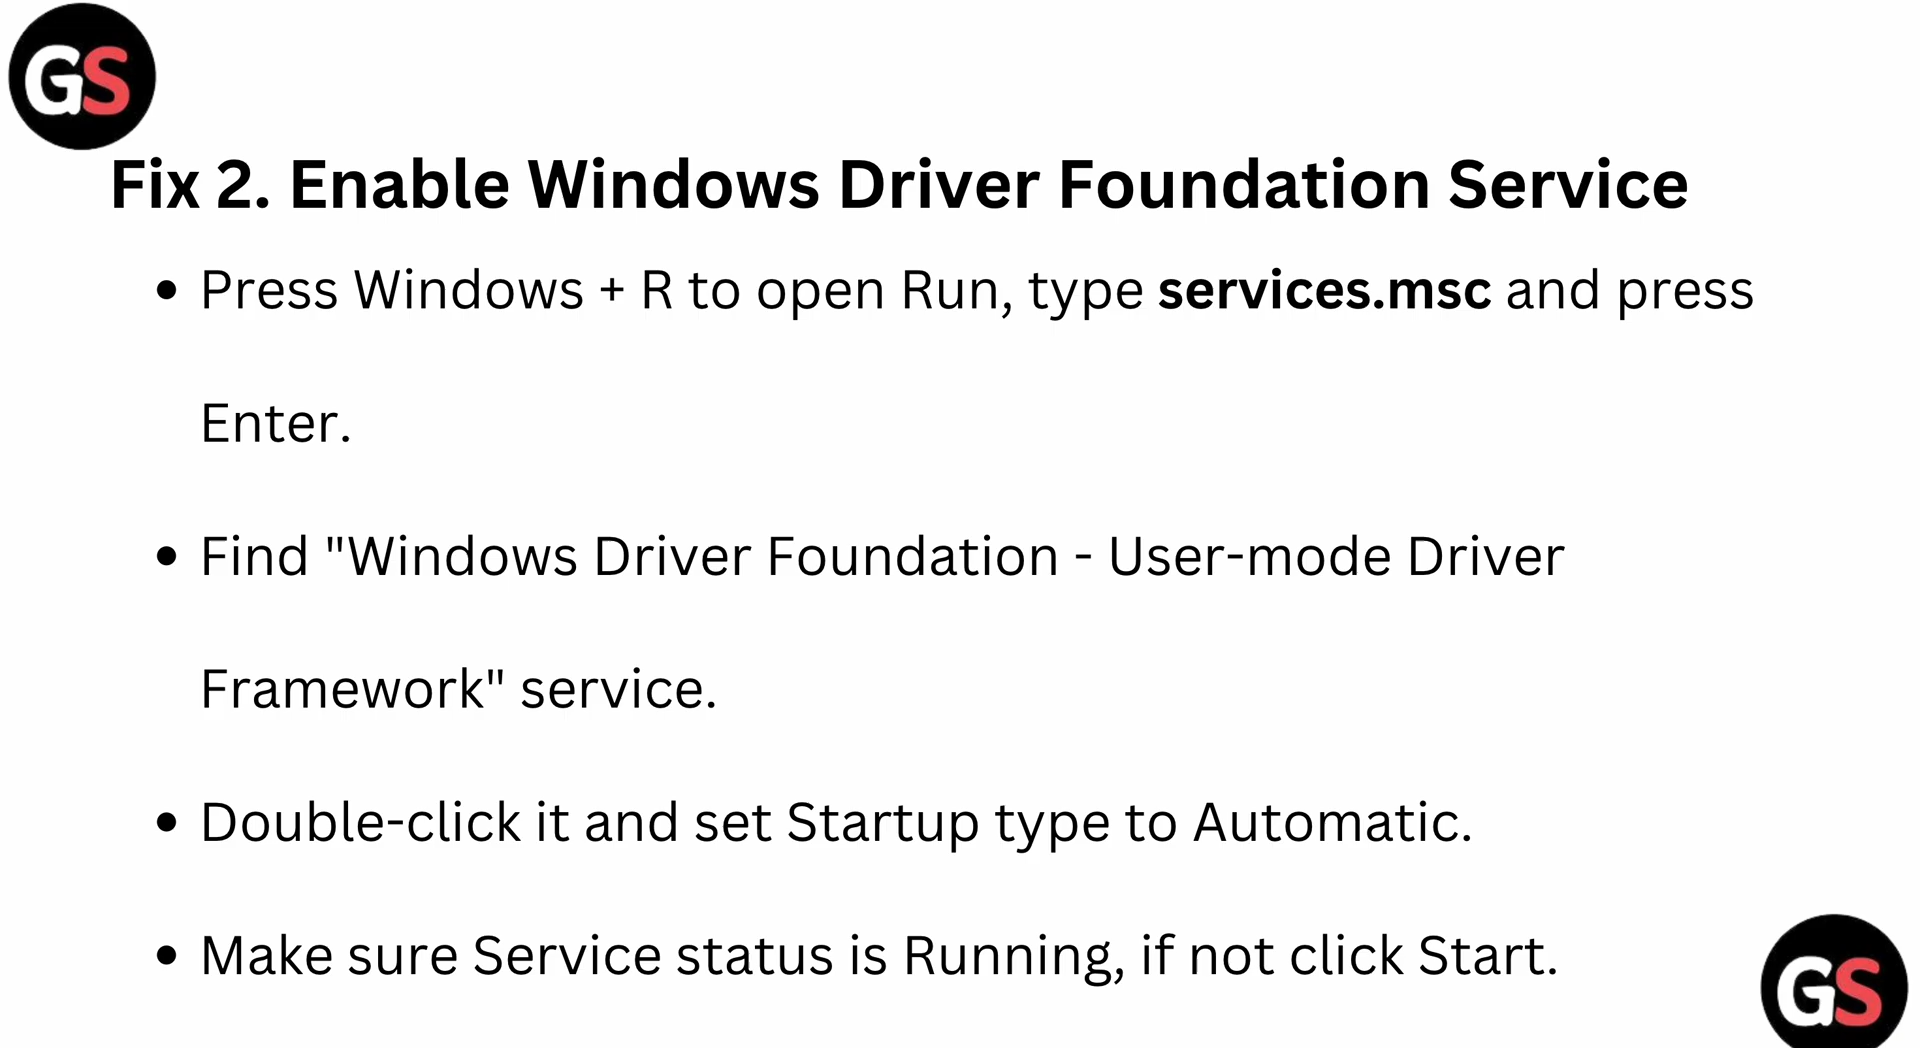 GS
Fix 2. Enable Windows Driver Foundation Service
• Press Windows + R to open Run, type services.msc and press
Enter.
• Find "Windows Driver Foundation - User-mode Driver
Framework" service.
• Double-click it and set Startup type to Automatic.
• Make sure Service status is Running, if not click Start.
GS